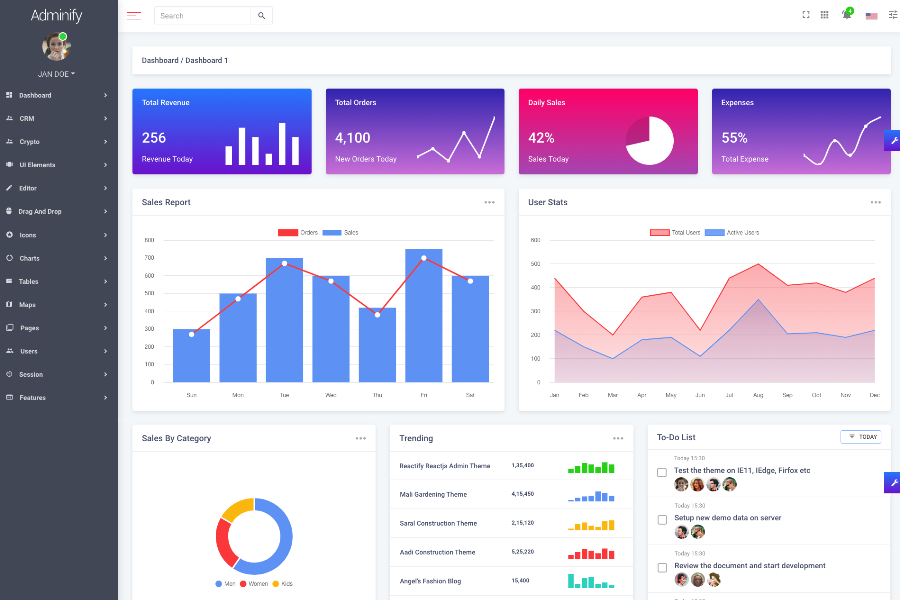 Adminify
JAN DOE
Dashboard
CRM
Crypto
UI Elements
Editor
Drag And Drop
Icons
Charts
Tables
Maps
Pages
Users
Session
Features
Search
4
Dashboard / Dashboard 1
Total Revenue
256
Revenue Today
Total Orders
4,100
New Orders Today
Daily Sales
42%
Sales Today
Expenses
55%
Total Expense
Sales Report
Orders Sales
800
700
600
500
400
300
200
100
0
Sun Mon Tue Wed Thu Fri Sat
User Stats
Total Users Active Users
600
500
400
300
200
100
0
Jan Feb Mar Apr May Jun Jul Aug Sep Oct Nov Dec
Sales By Category
Men Women Kids
Trending
Reactify Reactjs Admin Theme 1,35,400
Mali Gardening Theme 4,15,450
Saral Construction Theme 2,15,120
Aadi Construction Theme 5,25,220
Angel's Fashion Blog 15,400
To-Do List
TODAY
Today 15:30
Test the theme on IE11, IEdge, Firfox etc
Today 15:30
Setup new demo data on server
Today 15:30
Review the document and start development